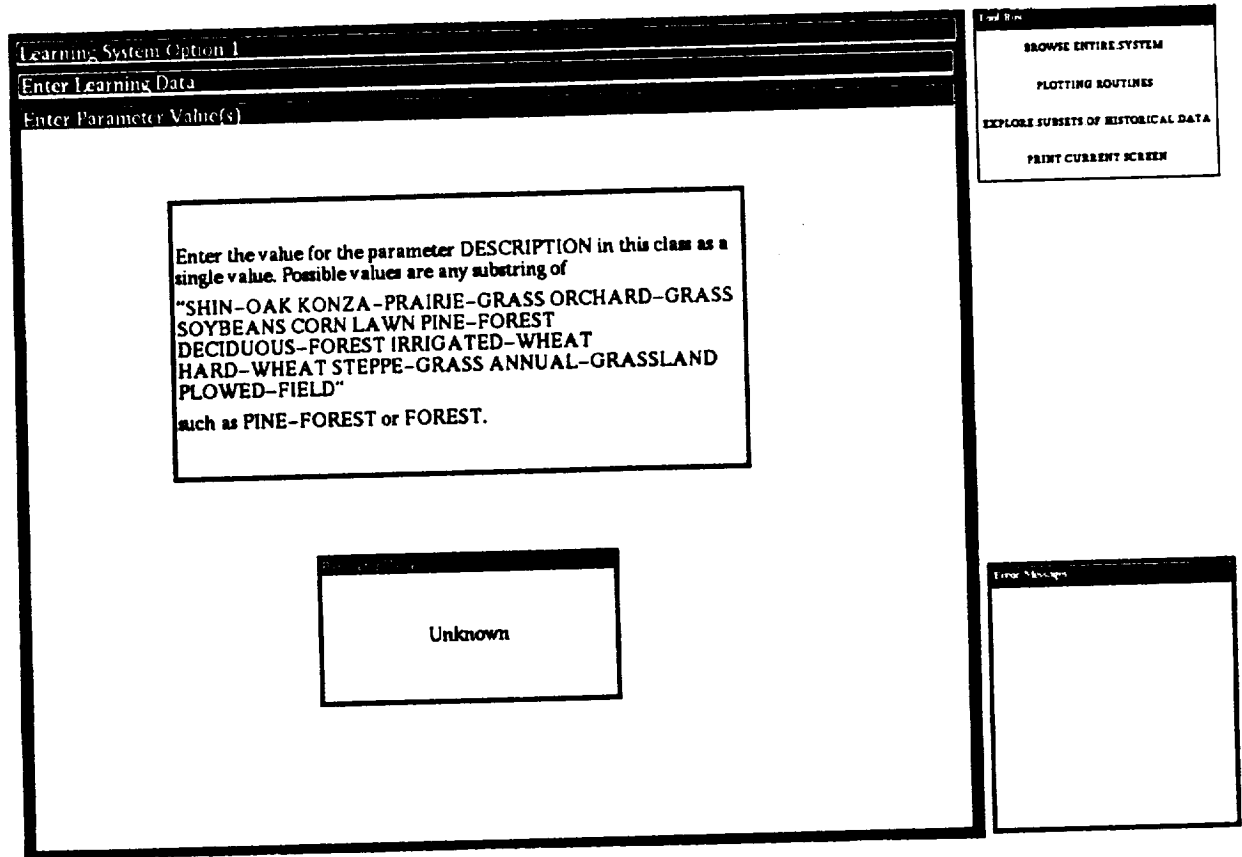 Learning System Option 1
Enter Learning Data
Enter Parameter Value(s)
Enter the value for the parameter DESCRIPTION in this class as a
single value. Possible values are any substring of
"SHIN-OAK KONZA-PRAIRIE-GRASS ORCHARD-GRASS
SOYBEANS CORN LAWN PINE-FOREST
DECIDUOUS-FOREST IRRIGATED-WHEAT
HARD-WHEAT STEPPE-GRASS ANNUAL-GRASSLAND
PLOWED-FIELD"
such as PINE-FOREST or FOREST.
Unknown
Tool Box
BROWSE ENTIRE SYSTEM
PLOTTING ROUTINES
EXPLORE SUBSETS OF HISTORICAL DATA
PRINT CURRENT SCREEN
Error Messages